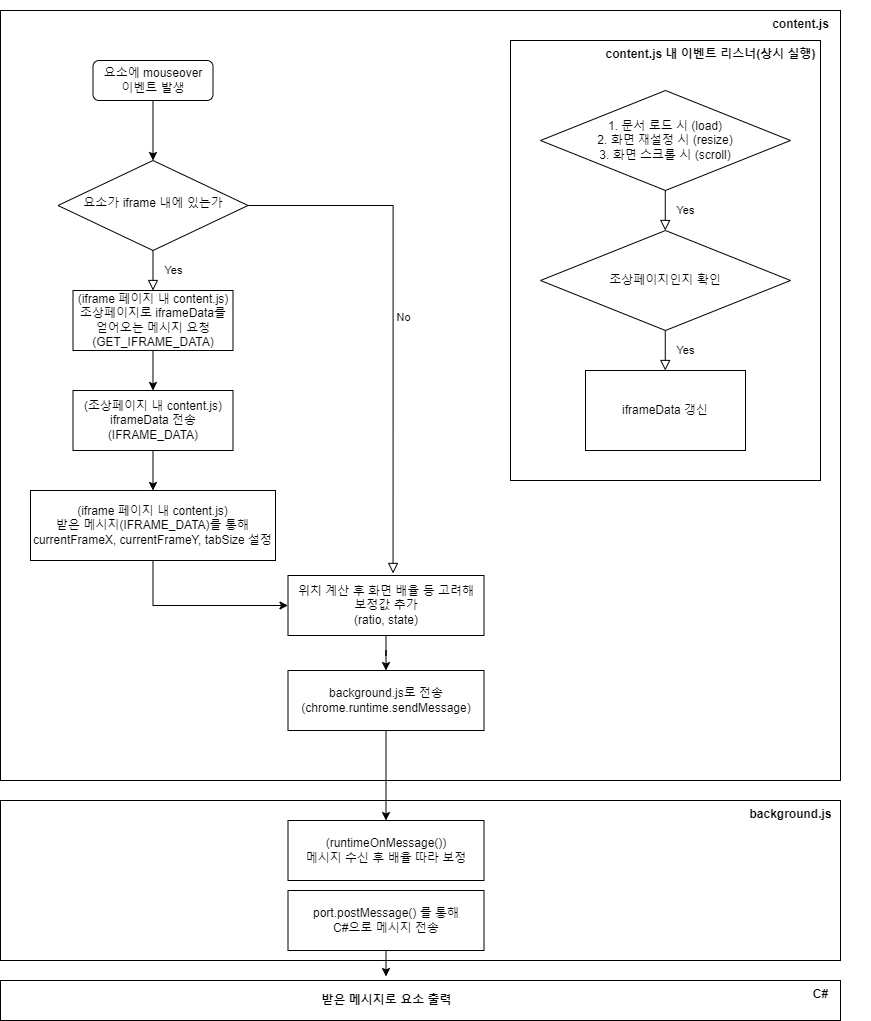 content.js
요소에 mouseover
이벤트 발생
요소가 iframe 내에 있는가
Yes
No
(iframe 페이지 내 content.js)
조상페이지로 iframeData를
얻어오는 메시지 요청
(GET_IFRAME_DATA)
(조상페이지 내 content.js)
iframeData 전송
(IFRAME_DATA)
(iframe 페이지 내 content.js)
받은 메시지(IFRAME_DATA)를 통해
currentFrameX, currentFrameY, tabSize 설정
위치 계산 후 화면 배율 등 고려해
보정값 추가
(ratio, state)
background.js로 전송
(chrome.runtime.sendMessage)
content.js 내 이벤트 리스너(상시 실행)
1. 문서 로드 시 (load)
2. 화면 재설정 시 (resize)
3. 화면 스크롤 시 (scroll)
Yes
조상페이지인지 확인
Yes
iframeData 갱신
background.js
(runtimeOnMessage())
메시지 수신 후 배율 따라 보정
port.postMessage() 를 통해
C#으로 메시지 전송
C#
받은 메시지로 요소 출력